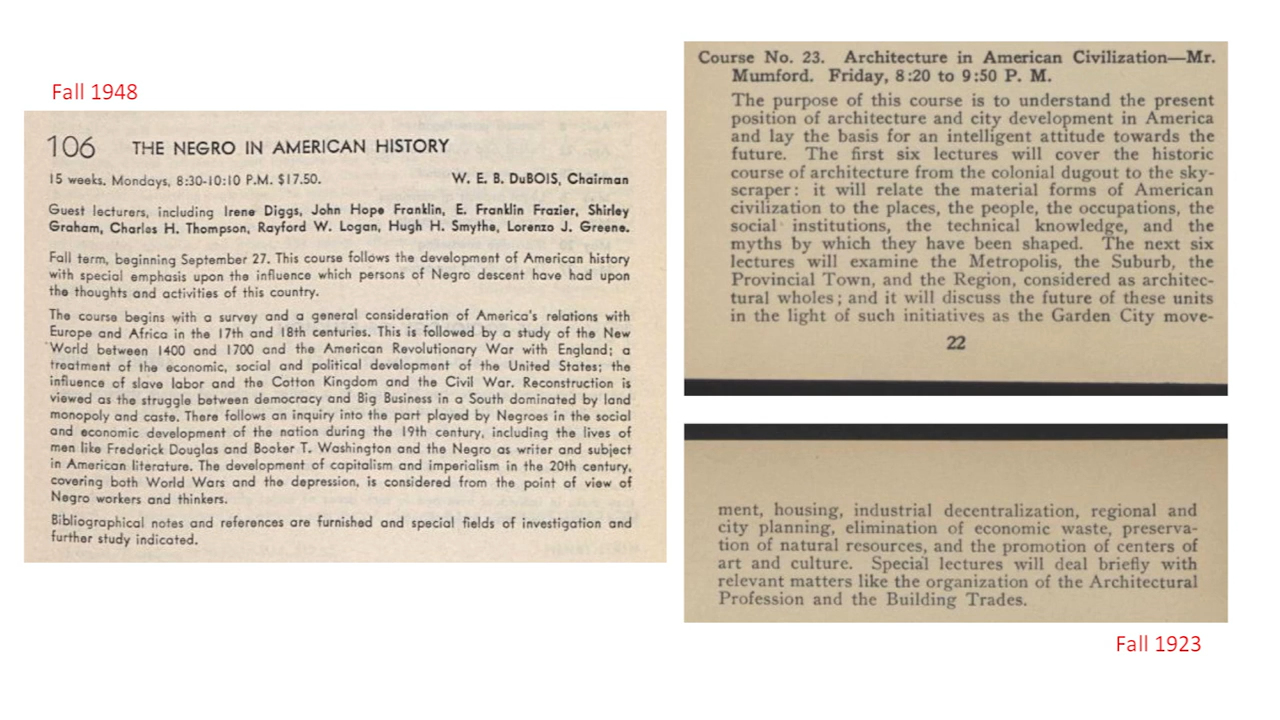 Fall 1948
106 THE NEGRO IN AMERICAN HISTORY
15 weeks. Mondays, 8:30-10:10 P.M. $17.50. W. E. B. DuBOIS, Chairman
Guest lecturers, including Irene Diggs, John Hope Franklin, E. Franklin Frazier, Shirley
Graham, Charles H. Thompson, Rayford W. Logan, Hugh H. Smythe, Lorenzo J. Greene.
Fall term, beginning September 27. This course follows the development of American history
with special emphasis upon the influence which persons of Negro descent have had upon
the thoughts and activities of this country.
The course begins with a survey and a general consideration of America's relations with
Europe and Africa in the 17th and 18th centuries. This is followed by a study of the New
World between 1400 and 1700 and the American Revolutionary War with England; a
treatment of the economic, social and political development of the United States; the
influence of slave labor and the Cotton Kingdom and the Civil War. Reconstruction is
viewed as the struggle between democracy and Big Business in a South dominated by land
monopoly and caste. There follows an inquiry into the part played by Negroes in the social
and economic development of the nation during the 19th century, including the lives of
men like Frederick Douglas and Booker T. Washington and the Negro as writer and subject
in American literature. The development of capitalism and imperialism in the 20th century,
covering both World Wars and the depression, is considered from the point of view of
Negro workers and thinkers.
Bibliographical notes and references are furnished and special fields of investigation and
further study indicated.
Course No. 23. Architecture in American Civilization—Mr.
Mumford. Friday, 8:20 to 9:50 P. M.
The purpose of this course is to understand the present
position of architecture and city development in America
and lay the basis for an intelligent attitude towards the
future. The first six lectures will cover the historic
course of architecture from the colonial dugout to the sky-
scraper: it will relate the material forms of American
civilization to the places, the people, the occupations, the
social institutions, the technical knowledge, and the
myths by which they have been shaped. The next six
lectures will examine the Metropolis, the Suburb, the
Provincial Town, and the Region, considered as architec-
tural wholes; and it will discuss the future of these units
in the light of such initiatives as the Garden City move-
22
ment, housing, industrial decentralization, regional and
city planning, elimination of economic waste, preserva-
tion of natural resources, and the promotion of centers of
art and culture. Special lectures will deal briefly with
relevant matters like the organization of the Architectural
Profession and the Building Trades.
Fall 1923